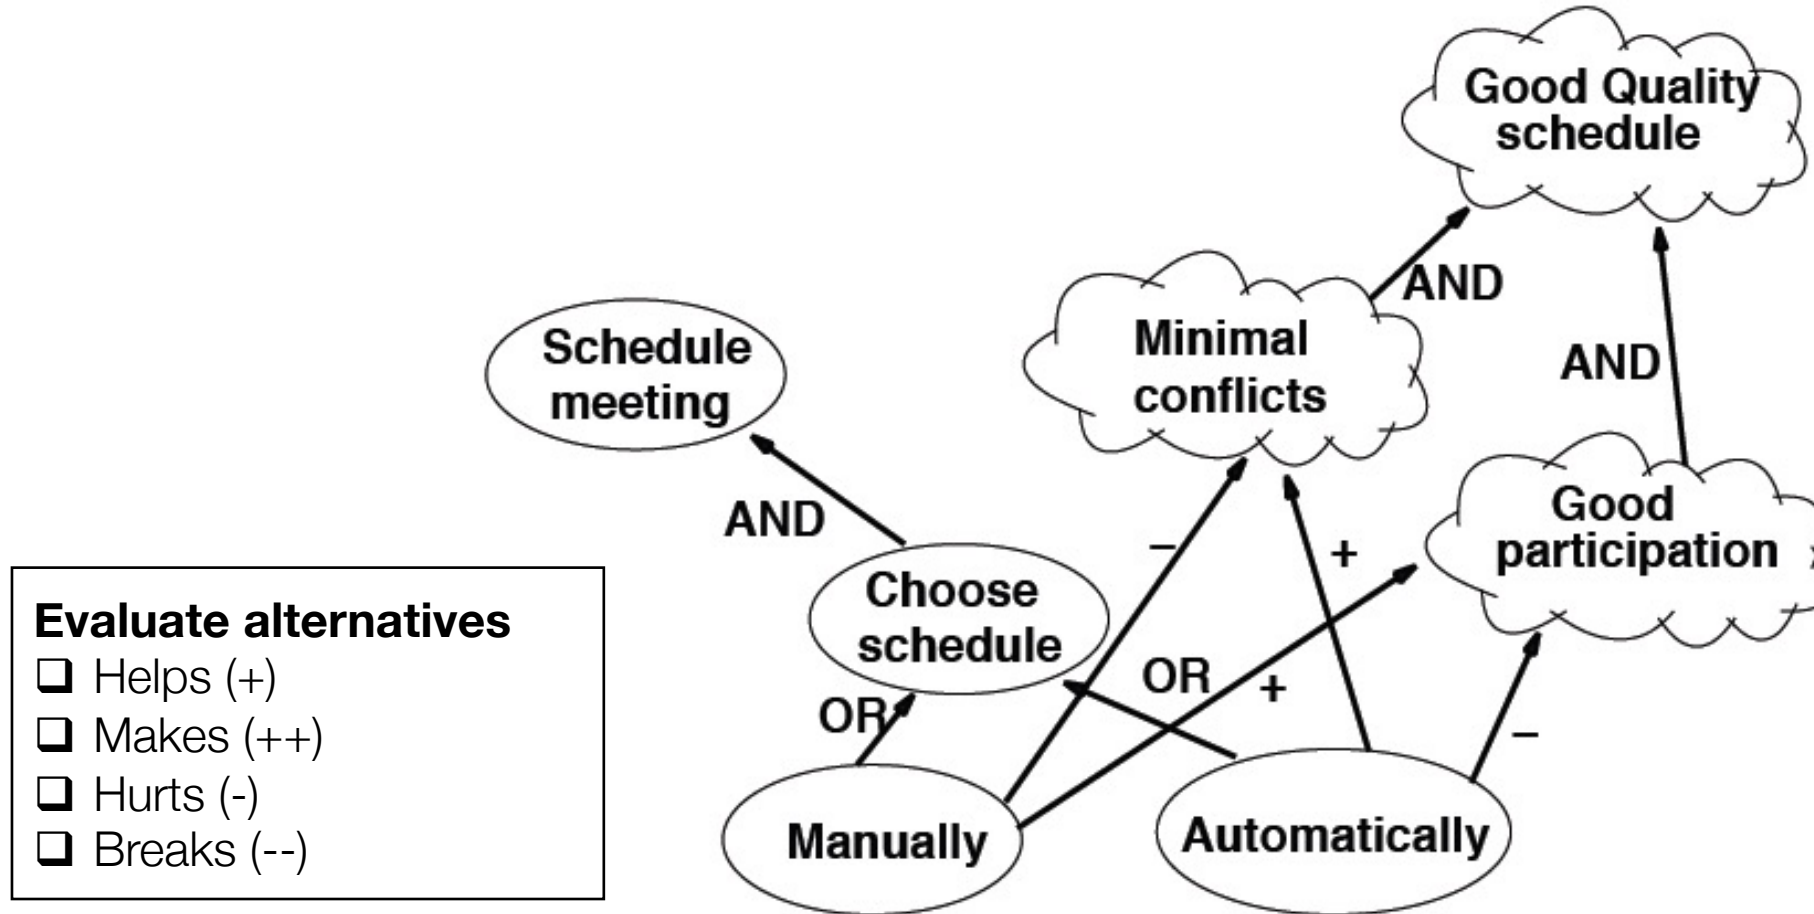 Good Quality
schedule
AND
Minimal
conflicts
Schedule
meeting
AND
Good
participation
AND
–
+
Choose
schedule
Evaluate alternatives
❑ Helps (+)
❑ Makes (++)
❑ Hurts (-)
❑ Breaks (--)
OR
OR
+
–
Manually
Automatically